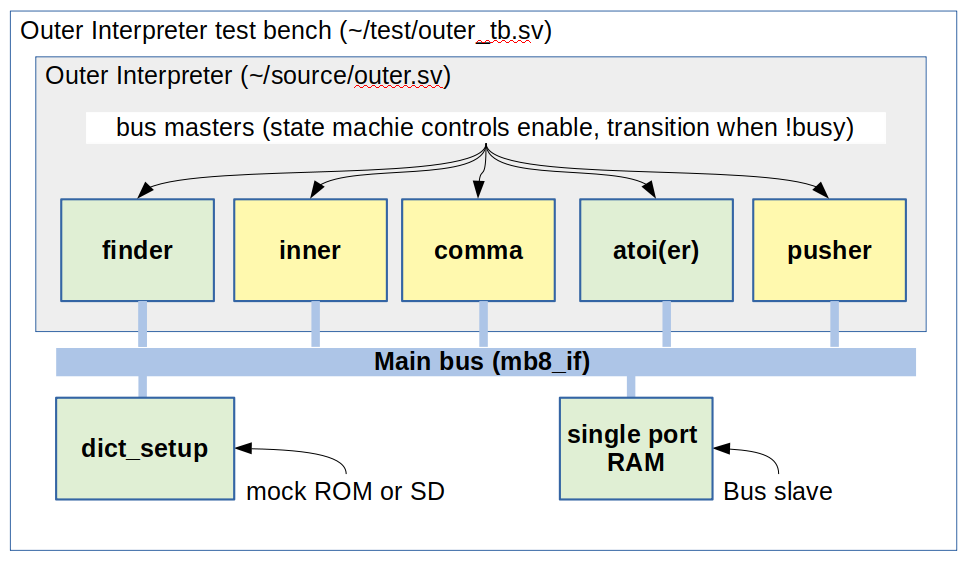 Outer Interpreter test bench (~/test/outer_tb.sv)
Outer Interpreter (~/source/outer.sv)
bus masters (state machie controls enable, transition when !busy)
finder
inner
comma
atoi(er)
pusher
Main bus (mb8_if)
dict_setup
single port
RAM
mock ROM or SD
Bus slave